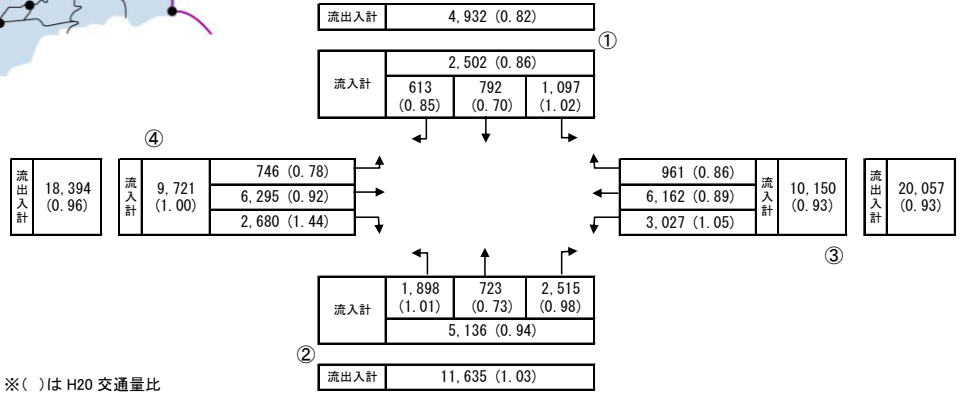 流出入計 4,932 (0.82)
①
流入計 2,502 (0.86)
613 792 1,097
(0.85) (0.70) (1.02)
④
流出入計 18,394 (0.96)
流入計 9,721 (1.00)
746 (0.78)
6,295 (0.92)
2,680 (1.44)
961 (0.86)
6,162 (0.89)
3,027 (1.05)
流入計 10,150 (0.93)
流出入計 20,057 (0.93)
③
流入計
1,898 723 2,515
(1.01) (0.73) (0.98)
5,136 (0.94)
②
流出入計 11,635 (1.03)
※( )は H20 交通量比